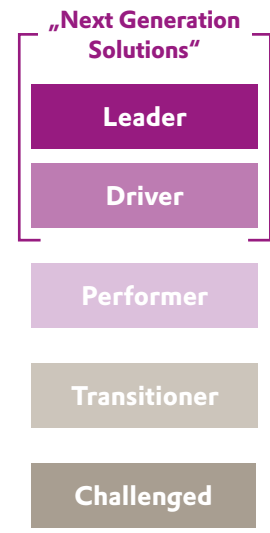 „Next Generation
Solutions“
Leader
Driver
Performer
Transitioner
Challenged